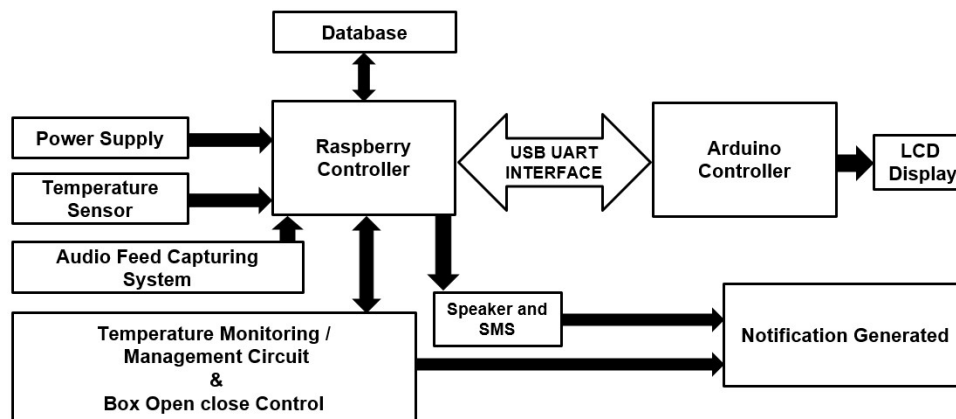 Database
Power Supply
Raspberry
Controller
USB UART
INTERFACE
Arduino
Controller
LCD
Display
Temperature
Sensor
Audio Feed Capturing
System
Speaker and
SMS
Notification Generated
Temperature Monitoring /
Management Circuit
&
Box Open close Control